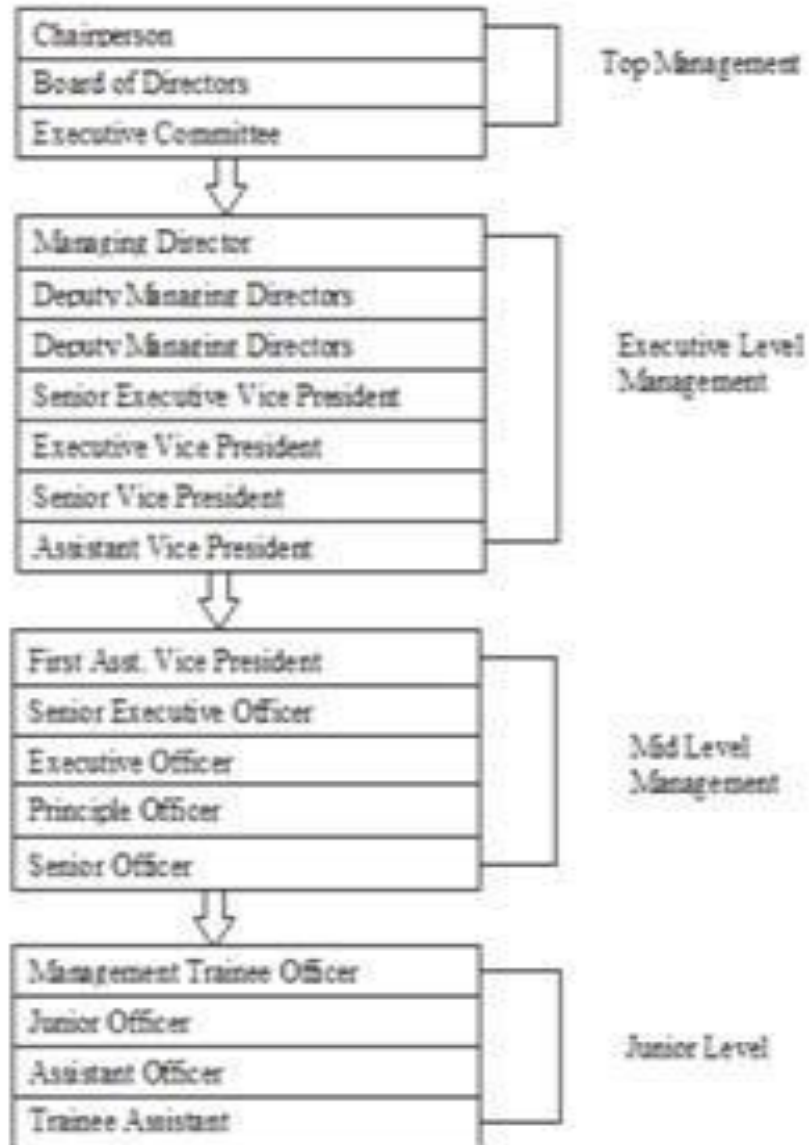 Chairperson
Board of Directors
Executive Committee
Top Management
Managing Director
Deputy Managing Directors
Deputy Managing Directors
Senior Executive Vice President
Executive Vice President
Senior Vice President
Assistant Vice President
Executive Level
Management
First Asst. Vice President
Senior Executive Officer
Executive Officer
Principle Officer
Senior Officer
Mid Level
Management
Management Trainee Officer
Junior Officer
Assistant Officer
Trainee Assistant
Junior Level